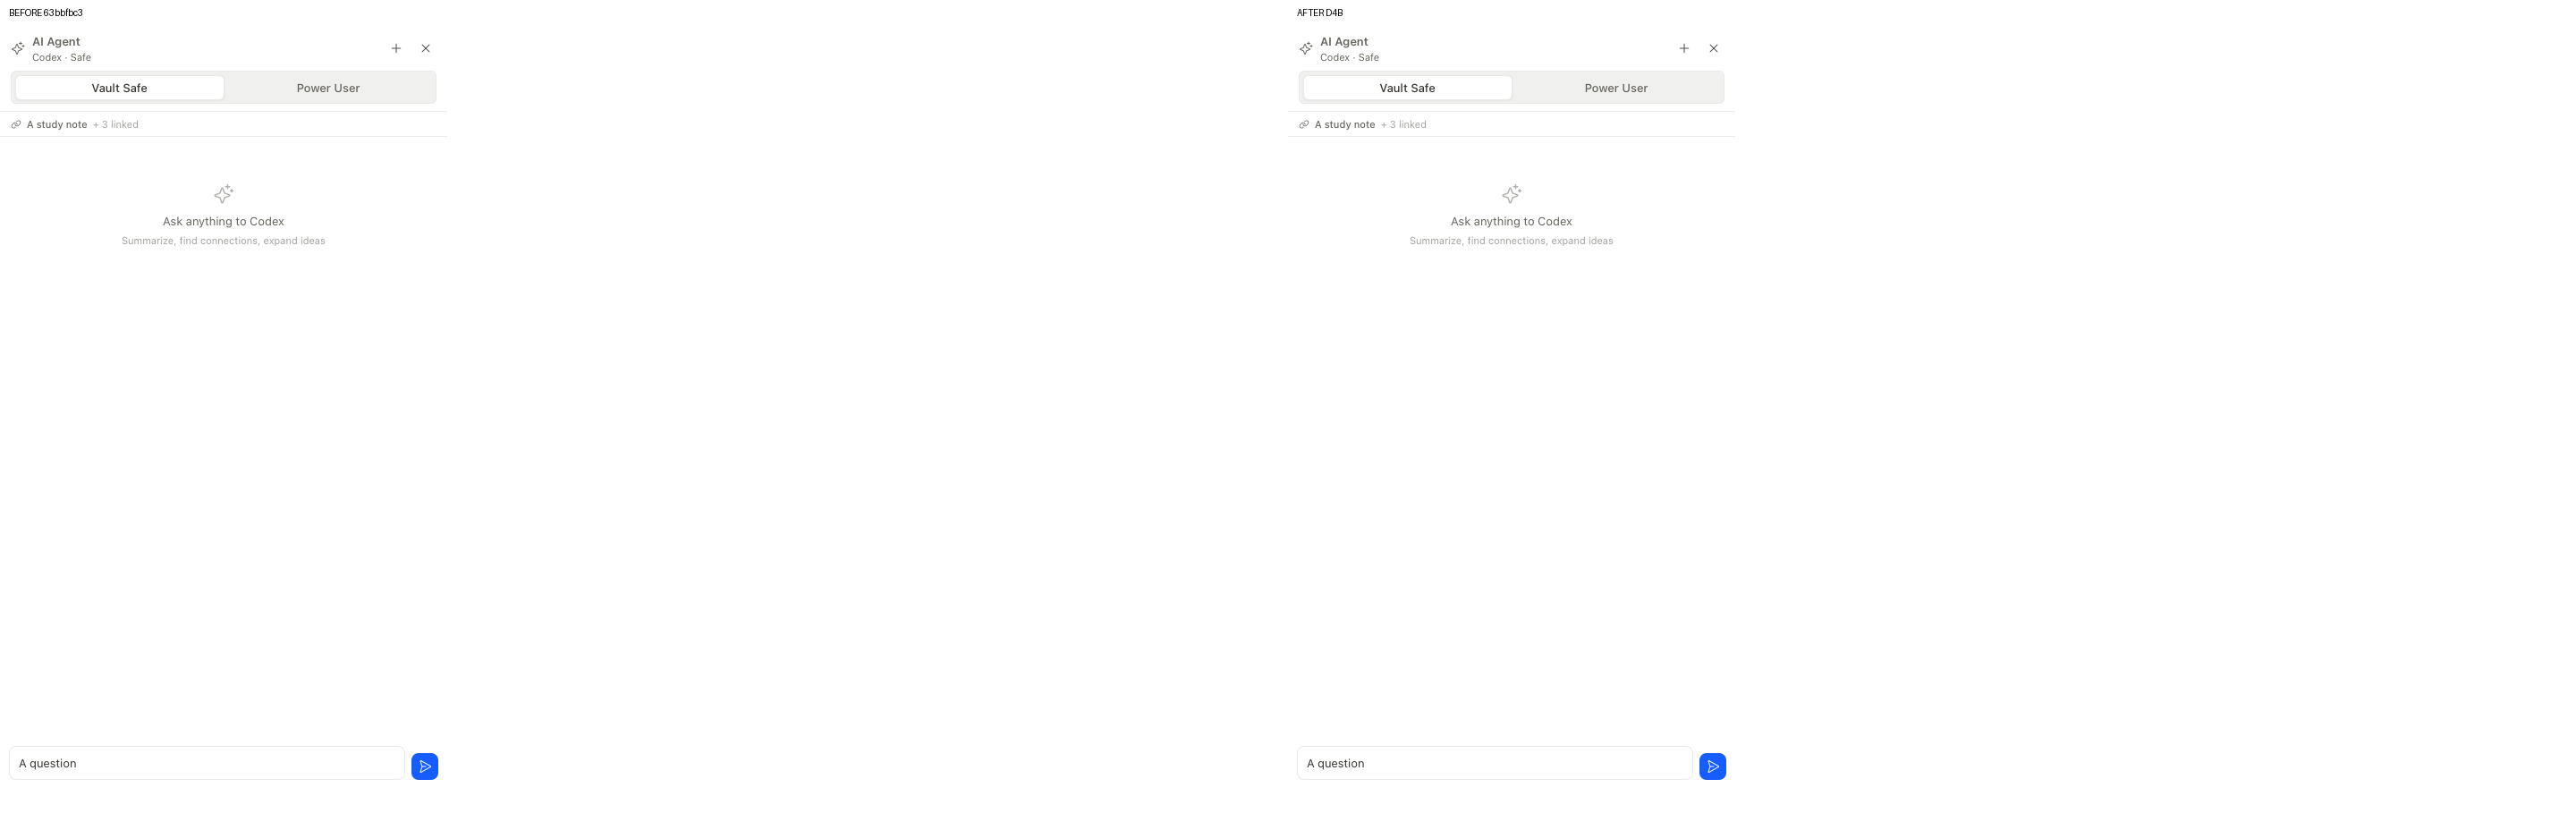 BEFORE 63bbfbc3
AI Agent
Codex · Safe
Vault Safe
Power User
A study note + 3 linked
Ask anything to Codex
Summarize, find connections, expand ideas
A question
AFTER D4B
AI Agent
Codex · Safe
Vault Safe
Power User
A study note + 3 linked
Ask anything to Codex
Summarize, find connections, expand ideas
A question